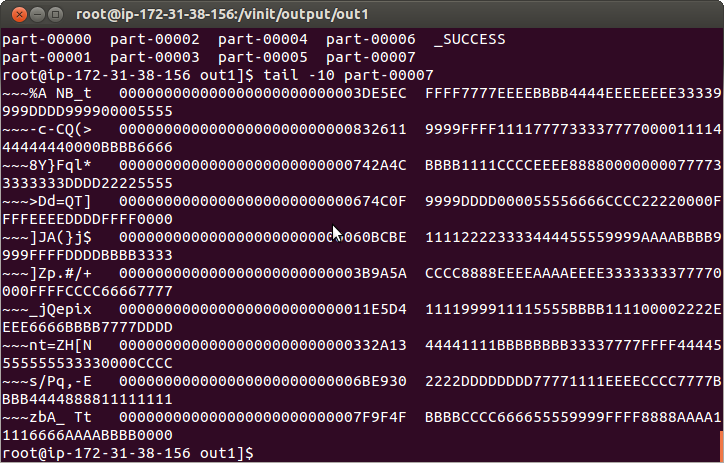 root@ip-172-31-38-156:/vinit/output/out1
part-00000  part-00002  part-00004  part-00006  _SUCCESS
part-00001  part-00003  part-00005  part-00007
root@ip-172-31-38-156 out1]$ tail -10 part-00007
~~~%A NB_t   000000000000000000000000003DE5EC  FFFF7777EEEEBBBB4444EEEEEEEE33339
999DDDD999900005555
~~~-c-CQ(>   00000000000000000000000000832611  9999FFFF111177773333777700001111 4
44444440000BBBB6666
~~~8Y}Fql*   00000000000000000000000000742A4C  BBBB1111CCCCEEEE88880000000077773
3333333DDDD22225555
~~~>Dd=QT]   00000000000000000000000000674C0F  9999DDDD000055556666CCCC22220000F
FFFEEEEDDDDFFFF0000
~~~]JA(}j$   0000000000000000000000000060BCBE  111122223333444455559999AAAABBBB9
999FFFFDDDDBBBB3333
~~~]Zp.#/+   000000000000000000000000003B9A5A  CCCC8888EEEEAAAAEEEE3333333377770
000FFFFCCCC66667777
~~~_jQepix   0000000000000000000000000011E5D4  1111999911115555BBBB111100002222E
EEE6666BBBB7777DDDD
~~~nt=ZH[N   00000000000000000000000000332A13  44441111BBBBBBBB33337777FFFF44445
555555533330000CCCC
~~~s/Pq,-E   000000000000000000000000006BE930  2222DDDDDDDD77771111EEEECCCC7777B
BBB4444888811111111
~~~zbA_ Tt   000000000000000000000000007F9F4F  BBBBCCCC666655559999FFFF8888AAAA1
1116666AAAABBBB0000
root@ip-172-31-38-156 out1]$